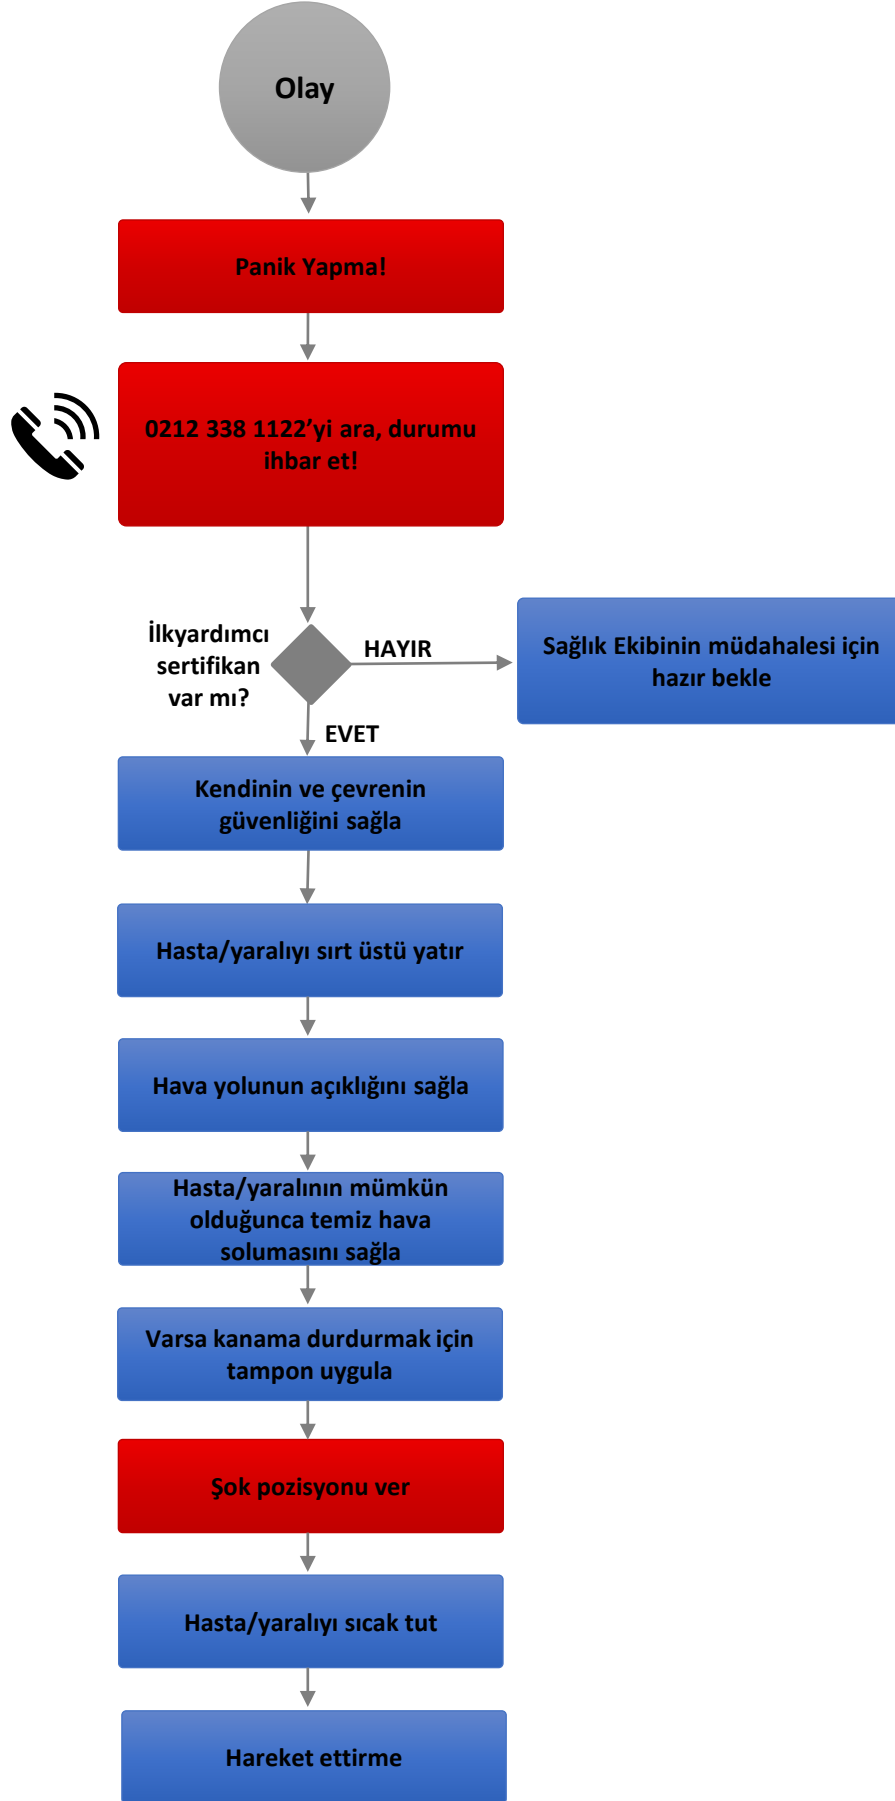 Olay
Panik Yapma!
0212 338 1122’yi ara, durumu
ihbar et!
İlkyardımcı
sertifikan
var mı?
HAYIR
Sağlık Ekibinin müdahalesi için
hazır bekle
EVET
Kendinin ve çevrenin
güvenliğini sağla
Hasta/yaralıyı sırt üstü yatır
Hava yolunun açıklığını sağla
Hasta/yaralının mümkün
olduğunca temiz hava
solumasını sağla
Varsa kanama durdurmak için
tampon uygula
Şok pozisyonu ver
Hasta/yaralıyı sıcak tut
Hareket ettirme